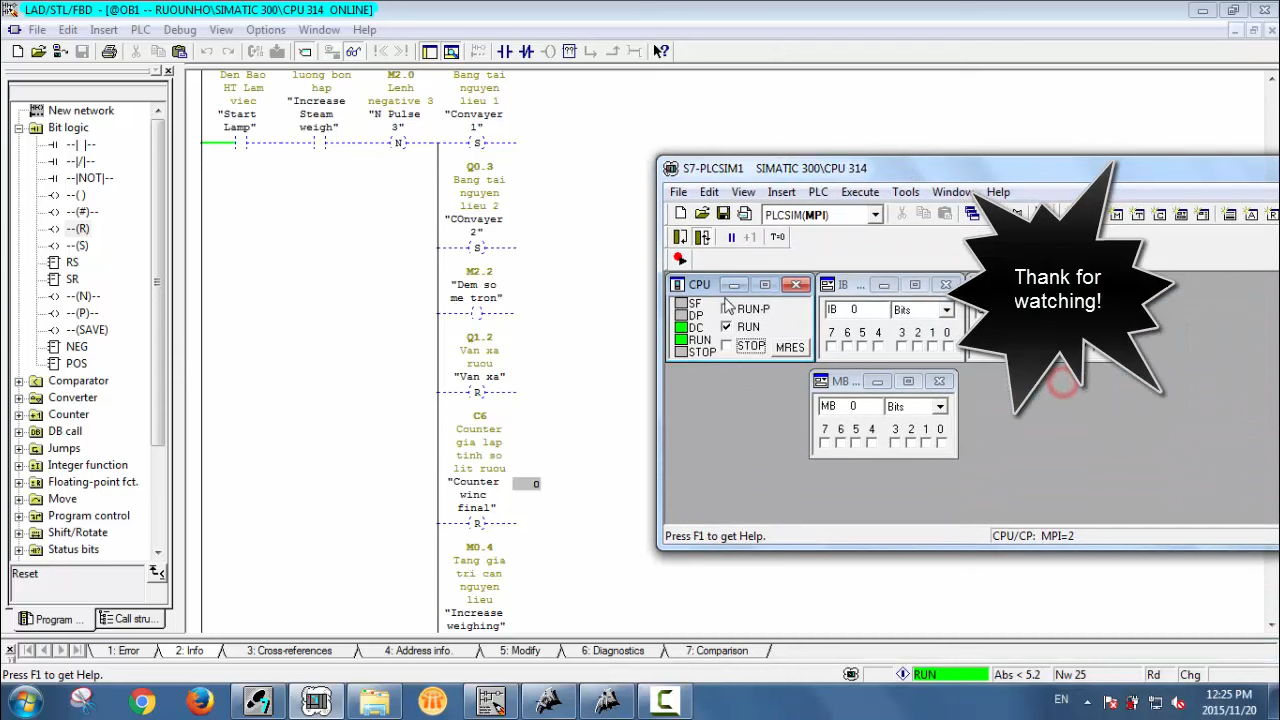 LAD/STL/FBD - [@OB1 -- RUOUNHO\SIMATIC 300\CPU 314 ONLINE]
File Edit Insert PLC Debug View Options Window Help
New network
Bit logic
--| |--
--|/|--
--|NOT|--
--( )
--(#)--
--(R)
--(S)
RS
SR
--(N)--
--(P)--
--(SAVE)
NEG
POS
Comparator
Converter
Counter
DB call
Jumps
Integer function
Floating-point fct.
Move
Program control
Shift/Rotate
Status bits
Reset
Program ...
Call stru...
Den Bao
HT Lam
viec
"Start
Lamp"
luong bon
hap
"Increase
Steam
weigh"
M2.0
Lenh
negative 3
"N Pulse
3"
N
Bang tai
nguyen
lieu 1
"Convayer
1"
S
Q0.3
Bang tai
nguyen
lieu 2
"COnvayer
2"
S
M2.2
"Dem so
me tron"
Q1.2
Van xa
ruou
"Van xa"
R
C6
Counter
gia lap
tinh so
lit ruou
"Counter
winc
final"
0
R
M0.4
Tang gia
tri can
nguyen
lieu
"Increase
weighing"
S7-PLCSIM1 SIMATIC 300\CPU 314
File Edit View Insert PLC Execute Tools Window Help
PLCSIM(MPI)
+1
T=0
CPU
SF
DP
DC
RUN
STOP
RUN-P
RUN
STOP
MRES
IB ...
IB 0
Bits
7 6 5 4 3 2 1 0
MB ...
MB 0
Bits
7 6 5 4 3 2 1 0
Press F1 to get Help.
CPU/CP: MPI=2
Thank for
watching!
1: Error 2: Info 3: Cross-references 4: Address info. 5: Modify 6: Diagnostics 7: Comparison
Press F1 to get Help.
RUN
Abs < 5.2
Nw 25
Rd
Chg
EN
12:25 PM
2015/11/20